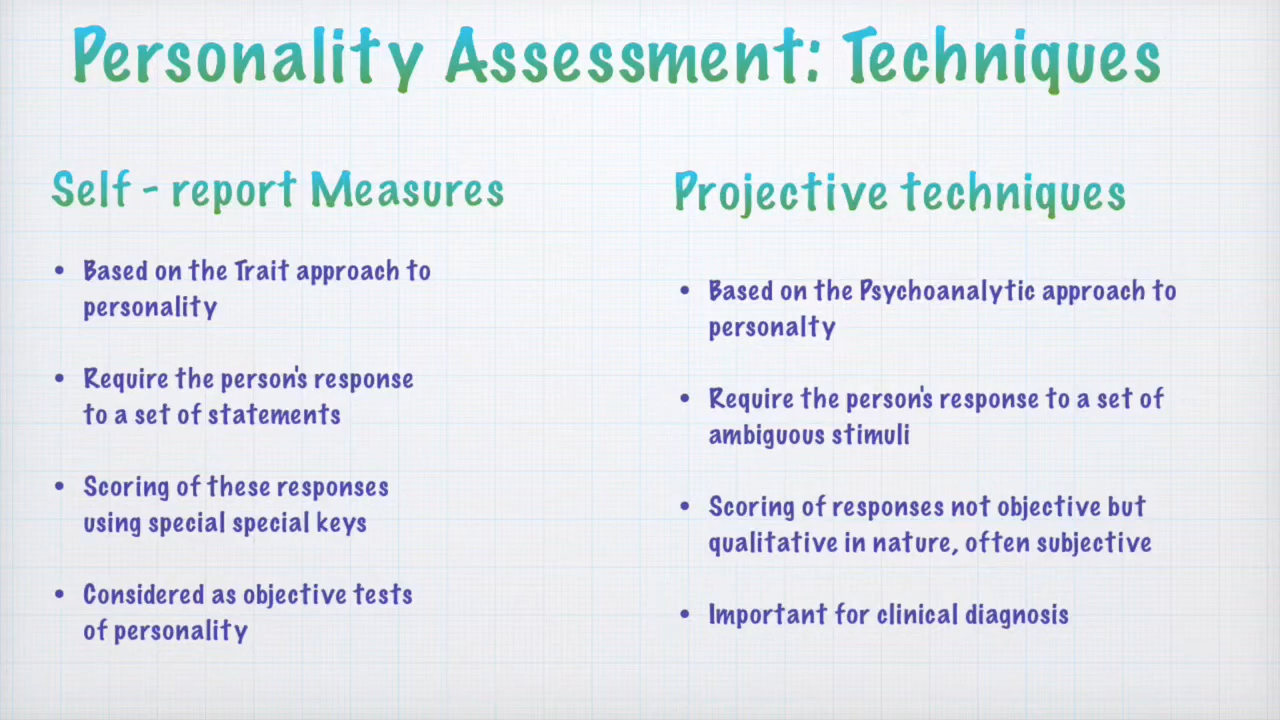 Personality Assessment: Techniques
Self - report Measures
• Based on the Trait approach to
personality
• Require the person's response
to a set of statements
• Scoring of these responses
using special special keys
• Considered as objective tests
of personality
Projective techniques
• Based on the Psychoanalytic approach to
personalty
• Require the person's response to a set of
ambiguous stimuli
• Scoring of responses not objective but
qualitative in nature, often subjective
• Important for clinical diagnosis